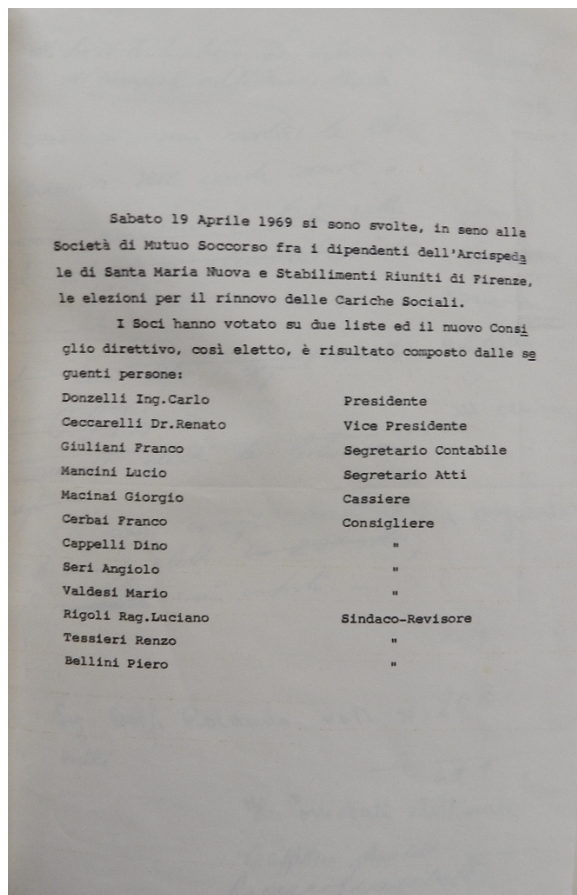 Sabato 19 Aprile 1969 si sono svolte, in seno alla
Società di Mutuo Soccorso fra i dipendenti dell'Arcispeda
le di Santa Maria Nuova e Stabilimenti Riuniti di Firenze,
le elezioni per il rinnovo delle Cariche Sociali.
I Soci hanno votato su due liste ed il nuovo Consi
glio direttivo, così eletto, è risultato composto dalle se
guenti persone:
Donzelli Ing.Carlo Presidente
Ceccarelli Dr.Renato Vice Presidente
Giuliani Franco Segretario Contabile
Mancini Lucio Segretario Atti
Macinai Giorgio Cassiere
Cerbai Franco Consigliere
Cappelli Dino "
Seri Angiolo "
Valdesi Mario "
Rigoli Rag.Luciano Sindaco-Revisore
Tessieri Renzo "
Bellini Piero "